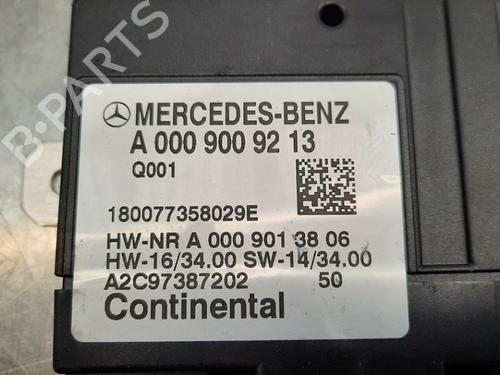 B-PARTS
MERCEDES-BENZ
A 000 900 92 13
Q001
180077358029E
HW-NR A 000 901 38 06
HW-16/34.00 SW-14/34.00
A2C97387202 50
Continental